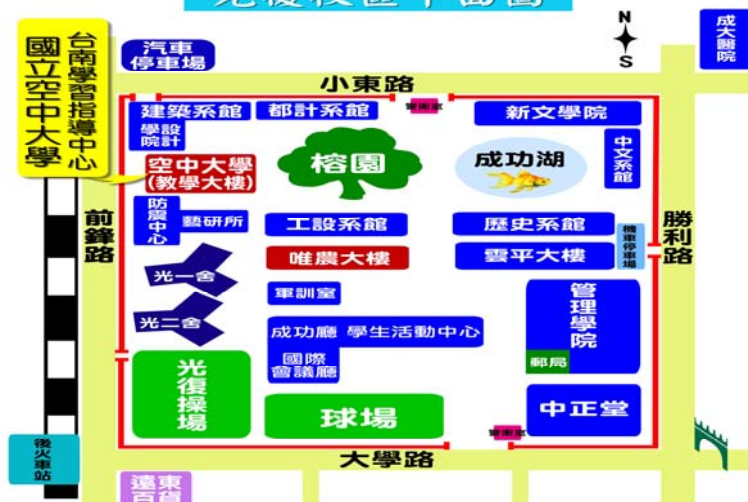 光復校區平面圖
N
S
成大醫院
國立空中大學
台南學習指導中心
汽車
停車場
小東路
建築系館
都計系館
警衛室
新文學院
學設
院計
空中大學
(教學大樓)
榕園
成功湖
中文系館
防震中心
藝研所
工設系館
歷史系館
機車停車場
前鋒路
勝利路
唯農大樓
雲平大樓
光一舍
軍訓室
管理學院
光二舍
成功廳 學生活動中心
國際
會議廳
郵局
光復操場
球場
中正堂
警衛室
後火車站
大學路
遠東
百貨